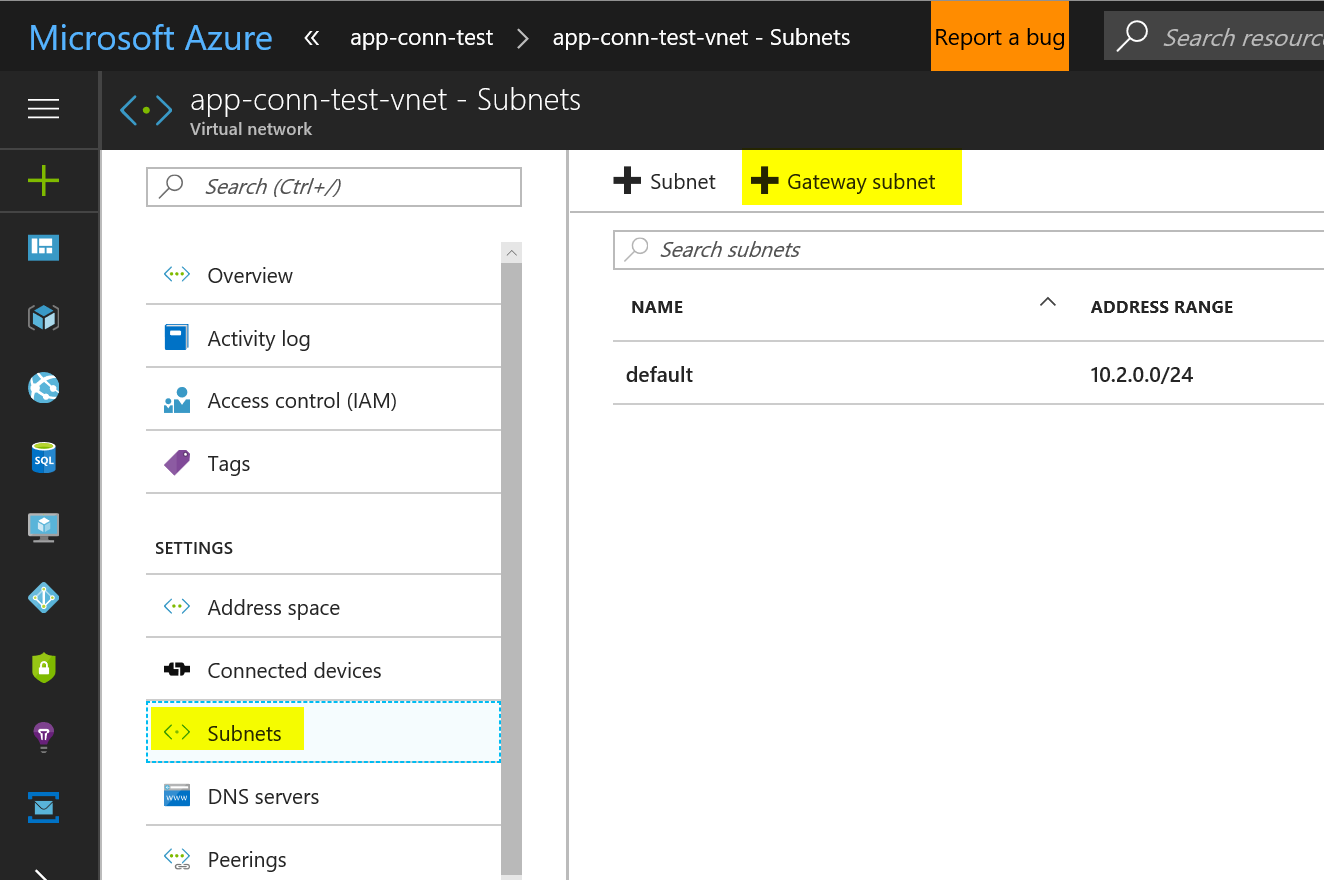 Microsoft Azure « app-conn-test > app-conn-test-vnet - Subnets Report a bug Search resourc
app-conn-test-vnet - Subnets
Virtual network
Search (Ctrl+/)
Overview
Activity log
Access control (IAM)
Tags
SETTINGS
Address space
Connected devices
Subnets
DNS servers
Peerings
Subnet Gateway subnet
Search subnets
NAME ADDRESS RANGE
default 10.2.0.0/24
SQL
www